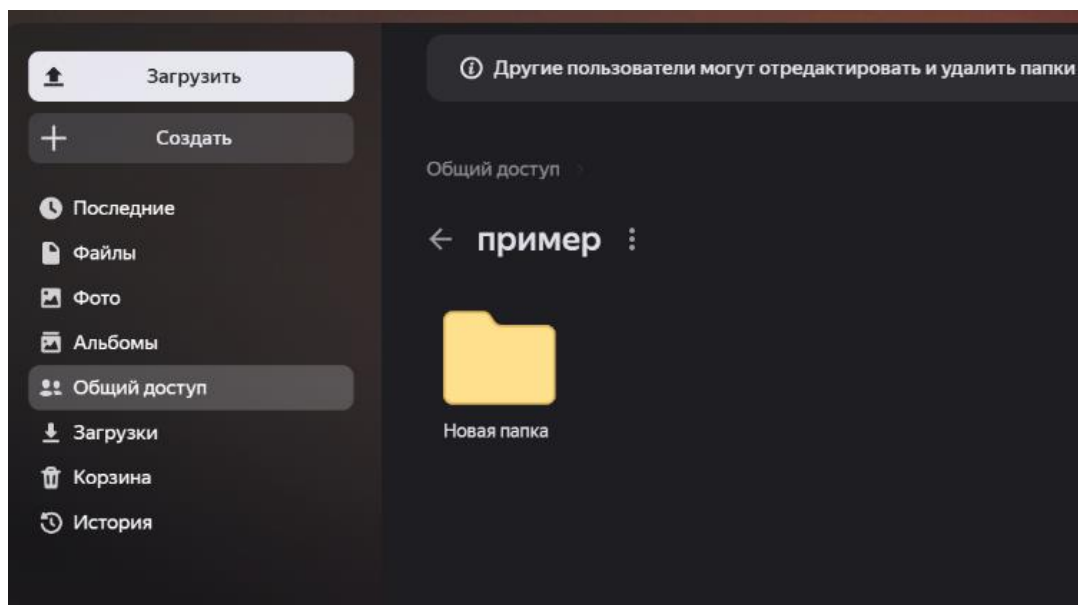 Загрузить
Создать
Последние
Файлы
Фото
Альбомы
Общий доступ
Загрузки
Корзина
История
Другие пользователи могут отредактировать и удалить папки
Общий доступ
пример
Новая папка